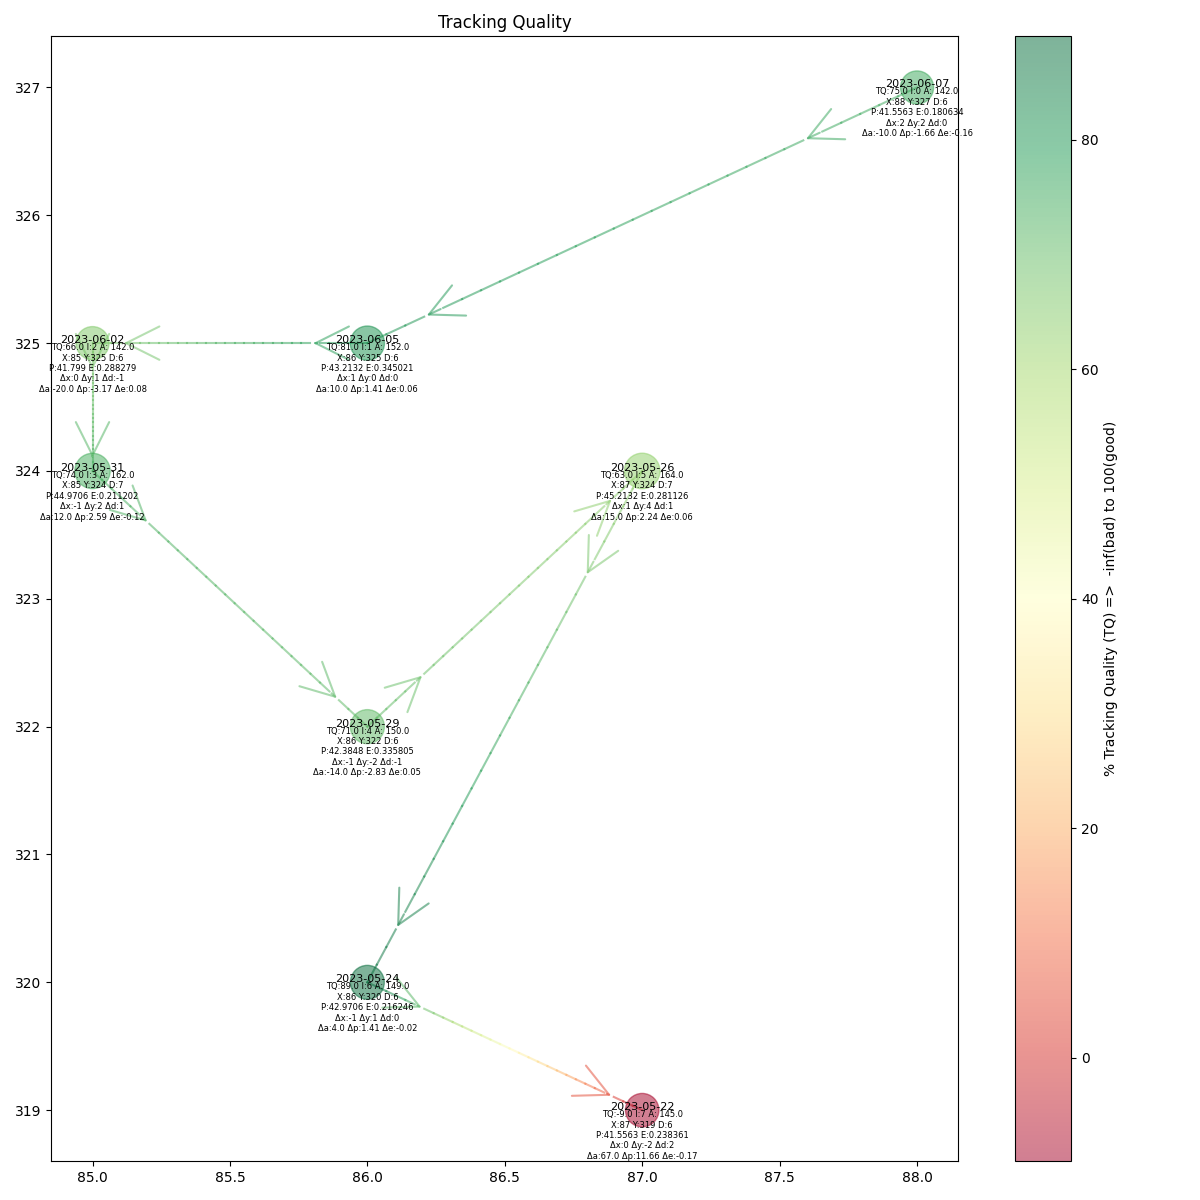 Tracking Quality
327
326
325
324
323
322
321
320
319
85.0
85.5
86.0
86.5
87.0
87.5
88.0
2023-06-07
TQ:75.0 I:0 A: 142.0
X:88 Y:327 D:6
P:41.5563 E:0.180634
Δx:2 Δy:2 Δd:0
Δa:-10.0 Δp:-1.66 Δe:-0.16
2023-06-05
TQ:81.0 I:1 A: 152.0
X:86 Y:325 D:6
P:43.2132 E:0.345021
Δx:1 Δy:0 Δd:0
Δa:10.0 Δp:1.41 Δe:0.06
2023-06-02
TQ:66.0 I:2 A: 142.0
X:85 Y:325 D:6
P:41.799 E:0.288279
Δx:0 Δy:1 Δd:-1
Δa:-20.0 Δp:-3.17 Δe:0.08
2023-05-31
TQ:74.0 I:3 A: 162.0
X:85 Y:324 D:7
P:44.9706 E:0.211202
Δx:-1 Δy:2 Δd:1
Δa:12.0 Δp:2.59 Δe:-0.12
2023-05-29
TQ:71.0 I:4 A: 150.0
X:86 Y:322 D:6
P:42.3848 E:0.335805
Δx:-1 Δy:-2 Δd:-1
Δa:-14.0 Δp:-2.83 Δe:0.05
2023-05-26
TQ:63.0 I:5 A: 164.0
X:87 Y:324 D:7
P:45.2132 E:0.281126
Δx:1 Δy:4 Δd:1
Δa:15.0 Δp:2.24 Δe:0.06
2023-05-24
TQ:89.0 I:6 A: 149.0
X:86 Y:320 D:6
P:42.9706 E:0.216246
Δx:-1 Δy:1 Δd:0
Δa:4.0 Δp:1.41 Δe:-0.02
2023-05-22
TQ:-9.0 I:7 A: 145.0
X:87 Y:319 D:6
P:41.5563 E:0.238361
Δx:0 Δy:-2 Δd:2
Δa:67.0 Δp:11.66 Δe:-0.17
80
60
40
20
0
% Tracking Quality (TQ) => -inf(bad) to 100(good)